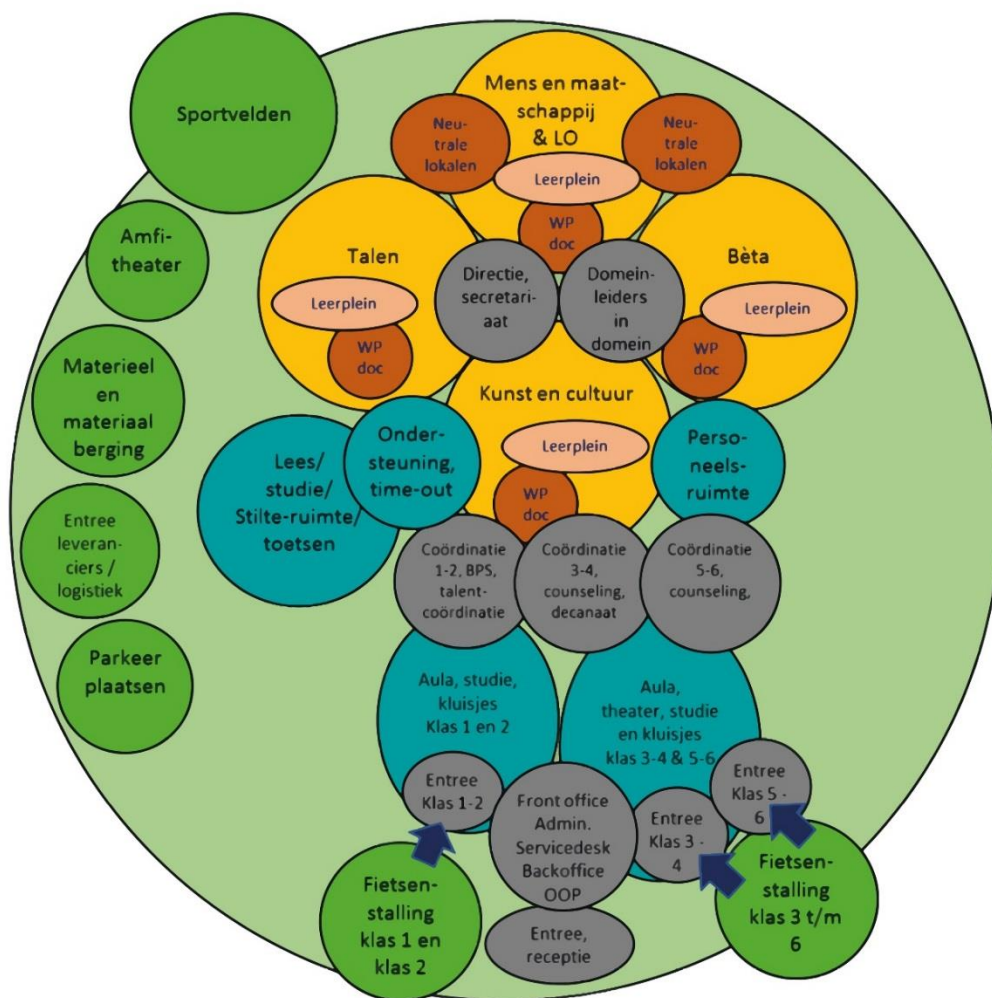 Mens en maat-
schappij
& LO
Sportvelden
Neu-
trale
lokalen
Neu-
trale
lokalen
Leerplein
WP
doc
Amfi-
theater
Talen
Leerplein
WP
doc
Directie,
secretari-
aat
Domein-
leiders
in
domein
Bèta
Leerplein
WP
doc
Materieel
en
materiaal
berging
Kunst en cultuur
Leerplein
WP
doc
Lees/
studie/
Stilte-ruimte/
toetsen
Onder-
steuning,
time-out
Perso-
neels-
ruimte
Entree
leveran-
ciers /
logistiek
Coördinatie
1-2, BPS,
talent-
coördinatie
Coördinatie
3-4,
counseling,
decanaat
Coördinatie
5-6,
counseling,
Parkeer
plaatsen
Aula, studie,
kluisjes
Klas 1 en 2
Aula,
theater, studie
en kluisjes
klas 3-4 & 5-6
Entree
Klas 1-2
Front office
Admin.
Servicedesk
Backoffice
OOP
Entree
Klas 3 -
4
Entree
Klas 5 -
6
Fietsen-
stalling
klas 1 en
klas 2
Entree,
receptie
Fietsen-
stalling
klas 3 t/m
6